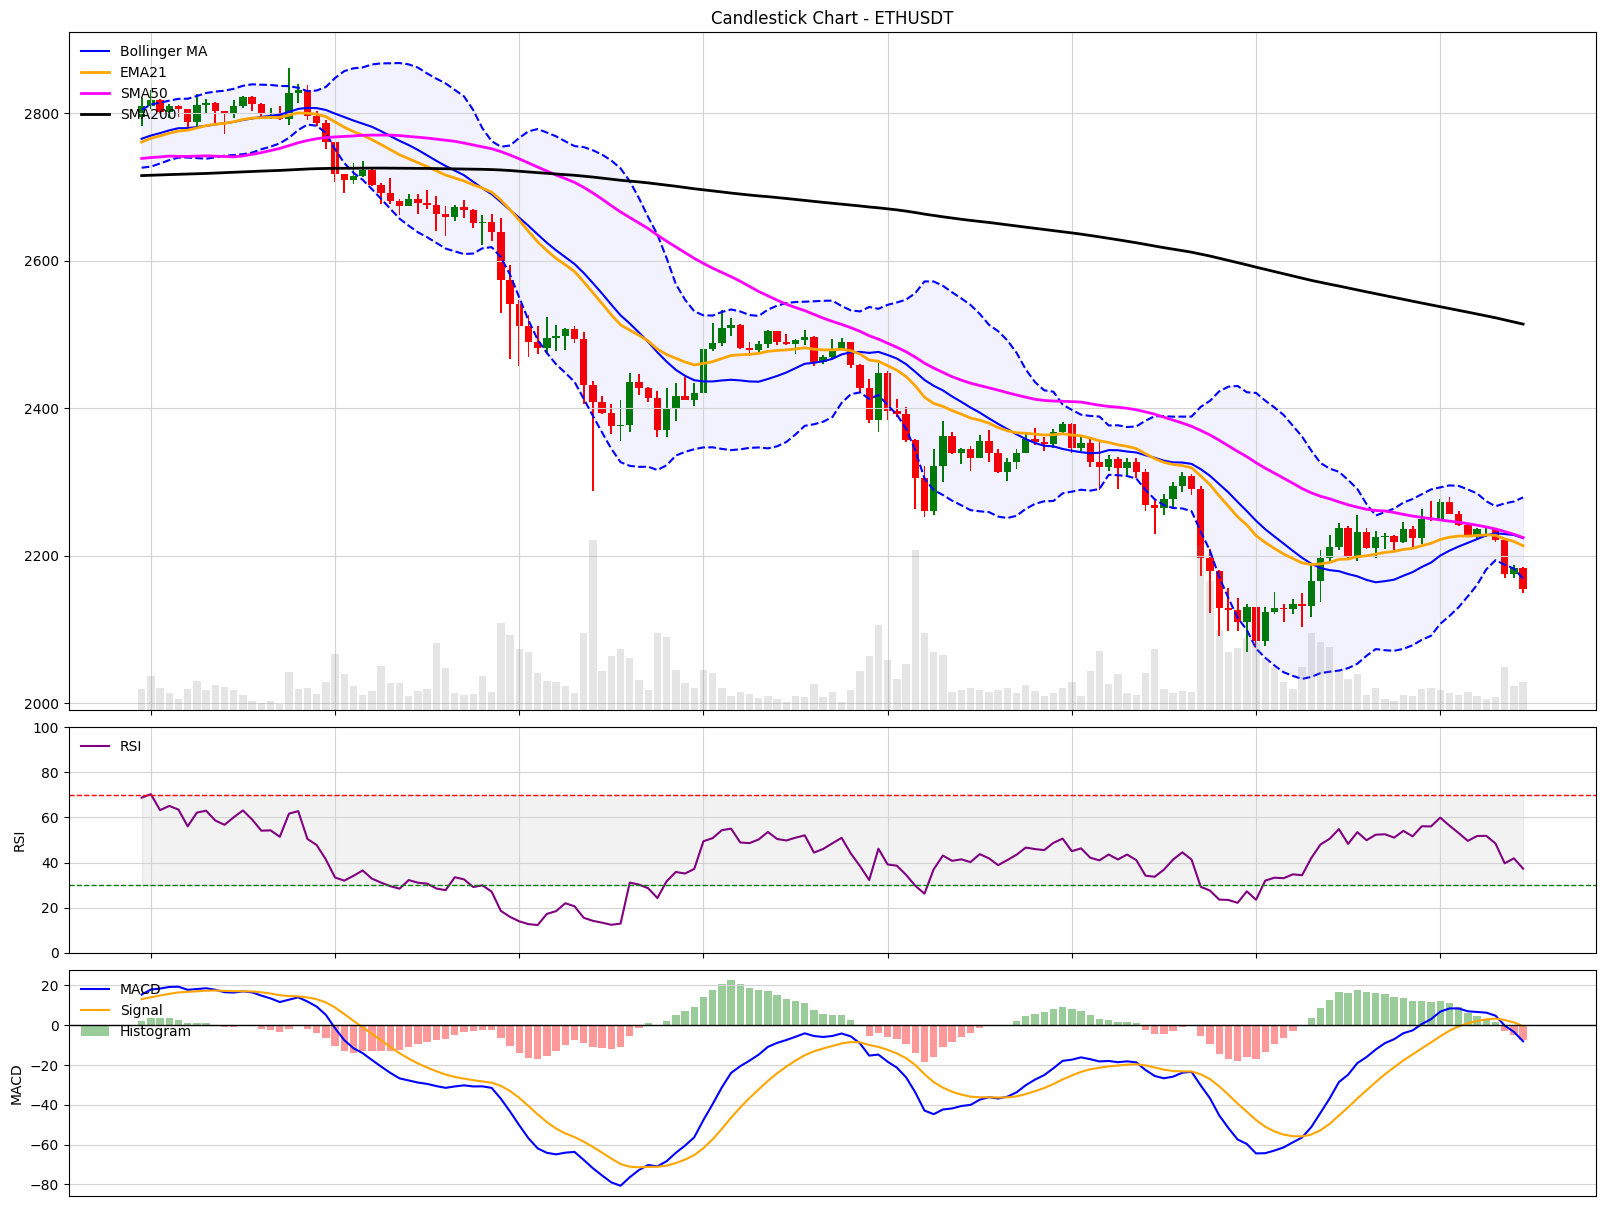 Candlestick Chart - ETHUSDT
Bollinger MA
EMA21
SMA50
SMA200
2800
2600
2400
2200
2000
RSI
100
80
60
40
20
0
RSI
MACD
Signal
Histogram
20
0
−20
−40
−60
−80
MACD